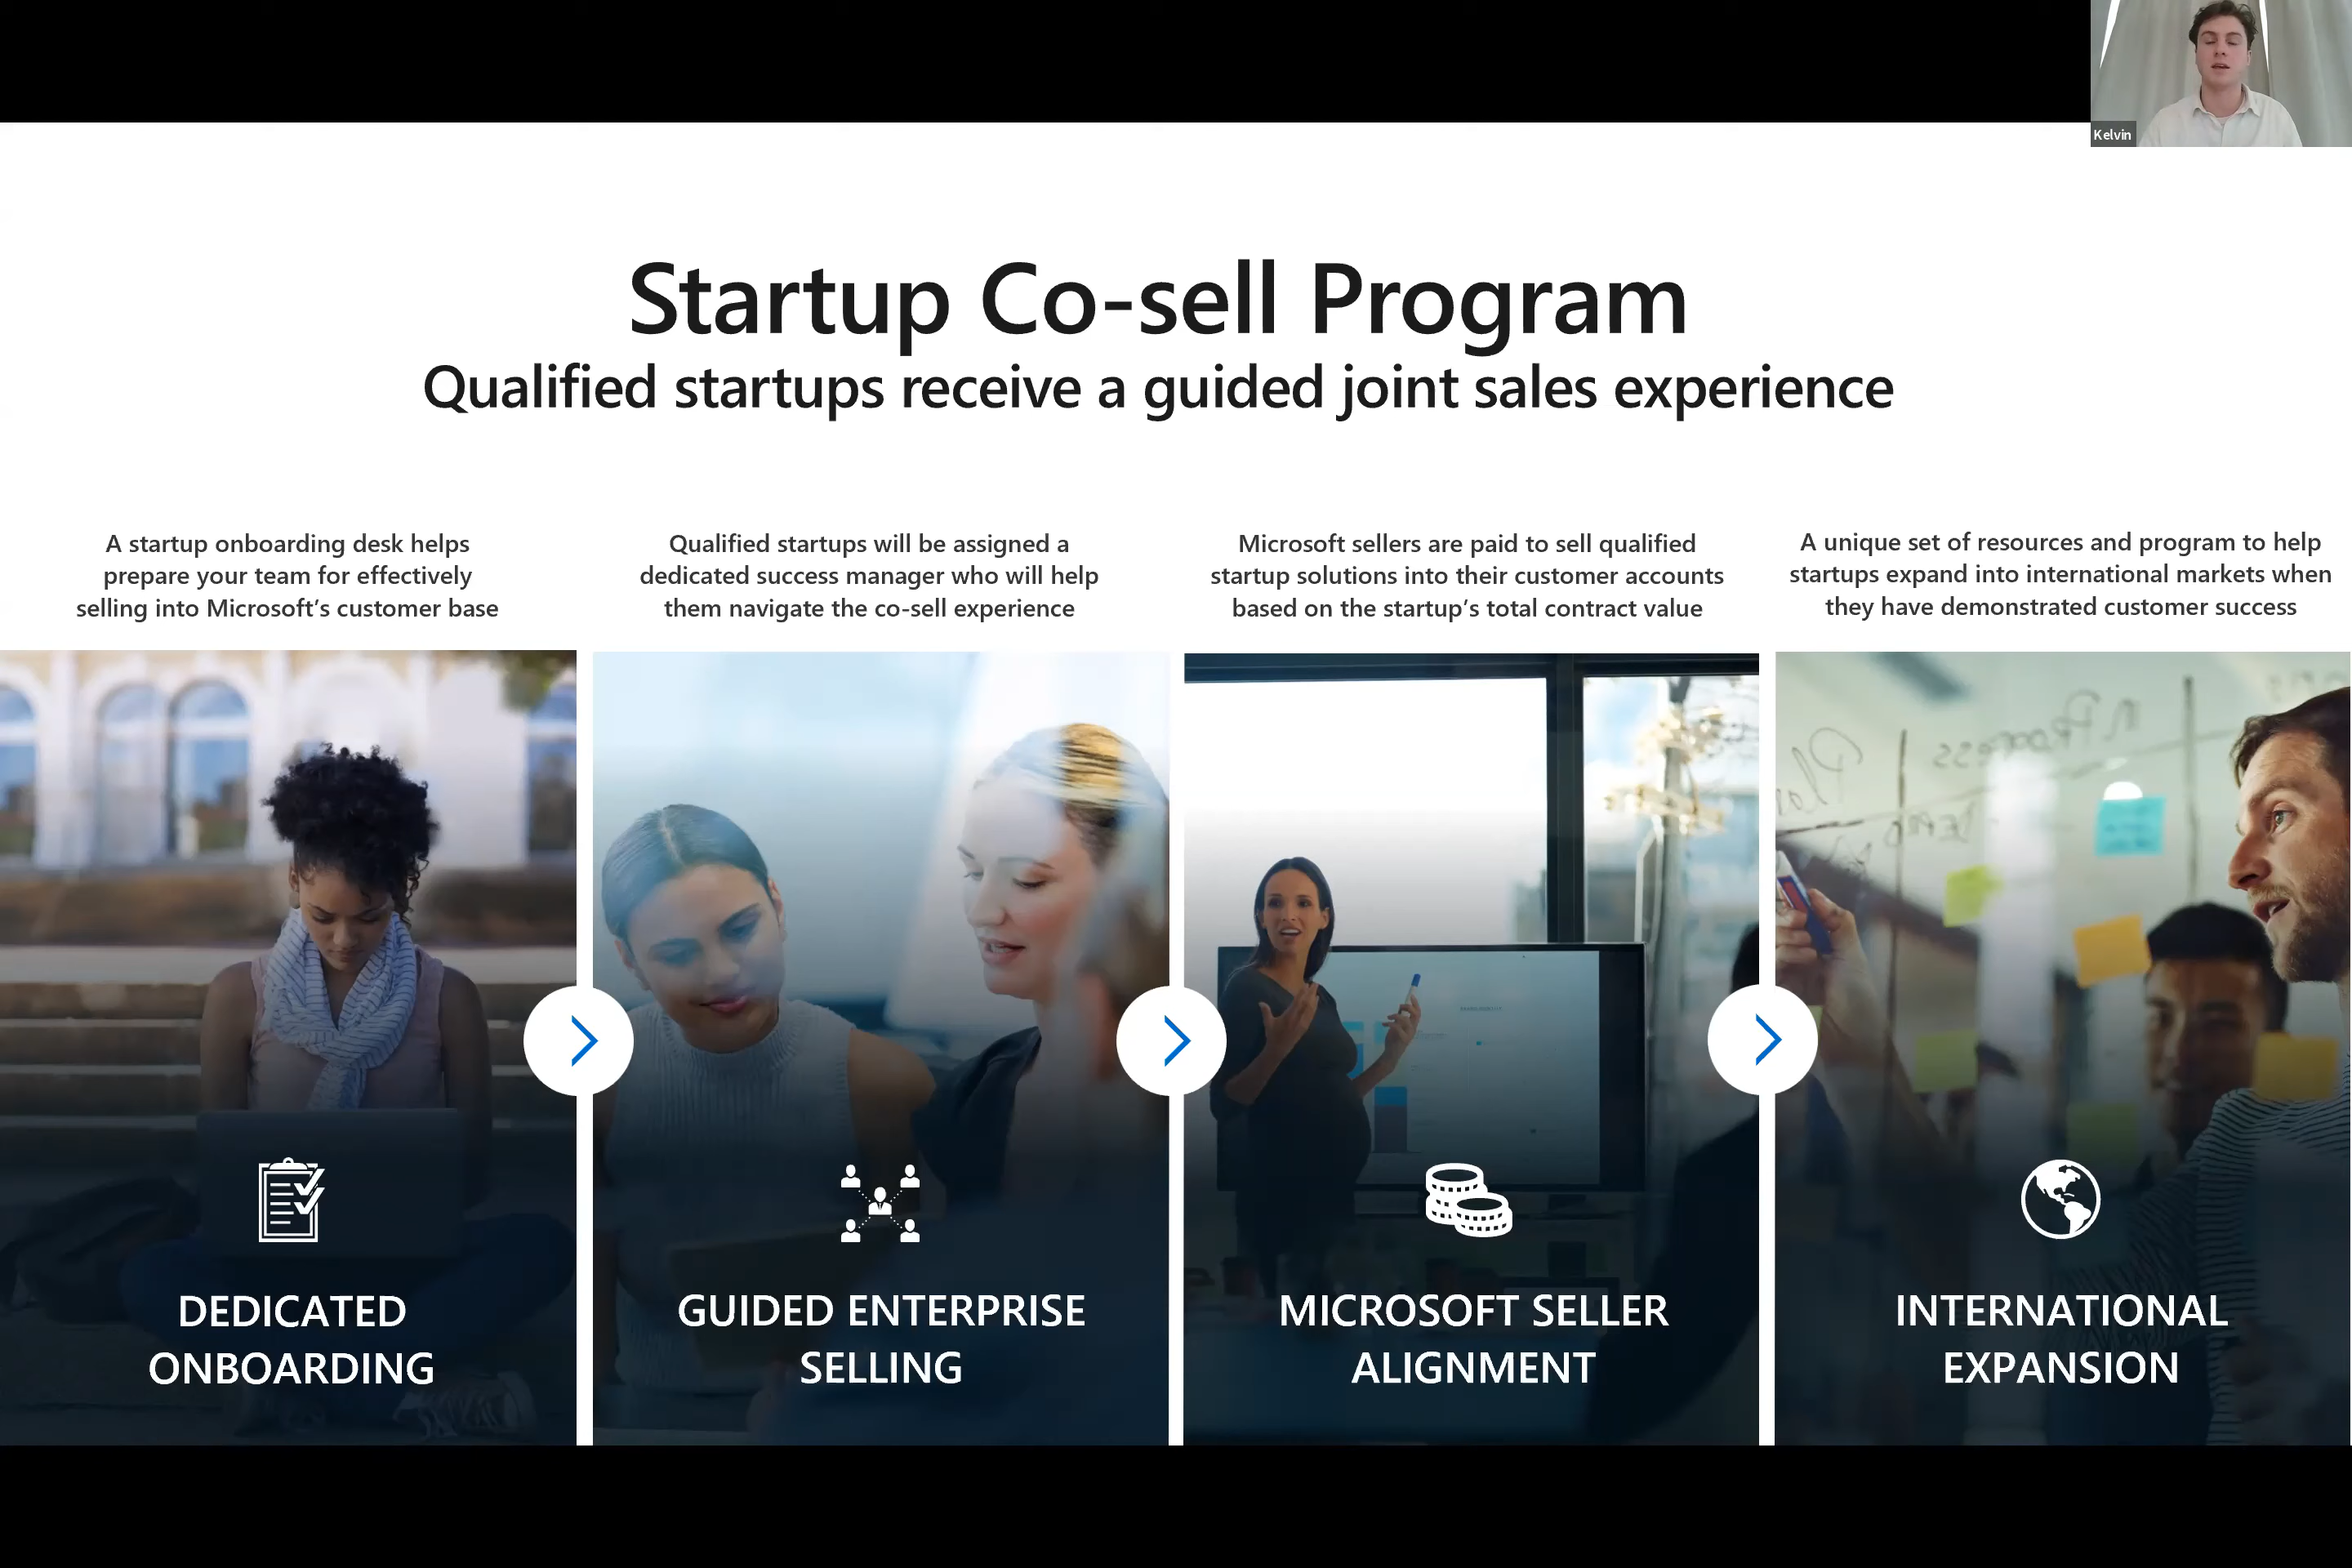 Kelvin
Startup Co-sell Program
Qualified startups receive a guided joint sales experience
A startup onboarding desk helps
prepare your team for effectively
selling into Microsoft’s customer base
Qualified startups will be assigned a
dedicated success manager who will help
them navigate the co-sell experience
Microsoft sellers are paid to sell qualified
startup solutions into their customer accounts
based on the startup’s total contract value
A unique set of resources and program to help
startups expand into international markets when
they have demonstrated customer success
DEDICATED
ONBOARDING
GUIDED ENTERPRISE
SELLING
MICROSOFT SELLER
ALIGNMENT
INTERNATIONAL
EXPANSION